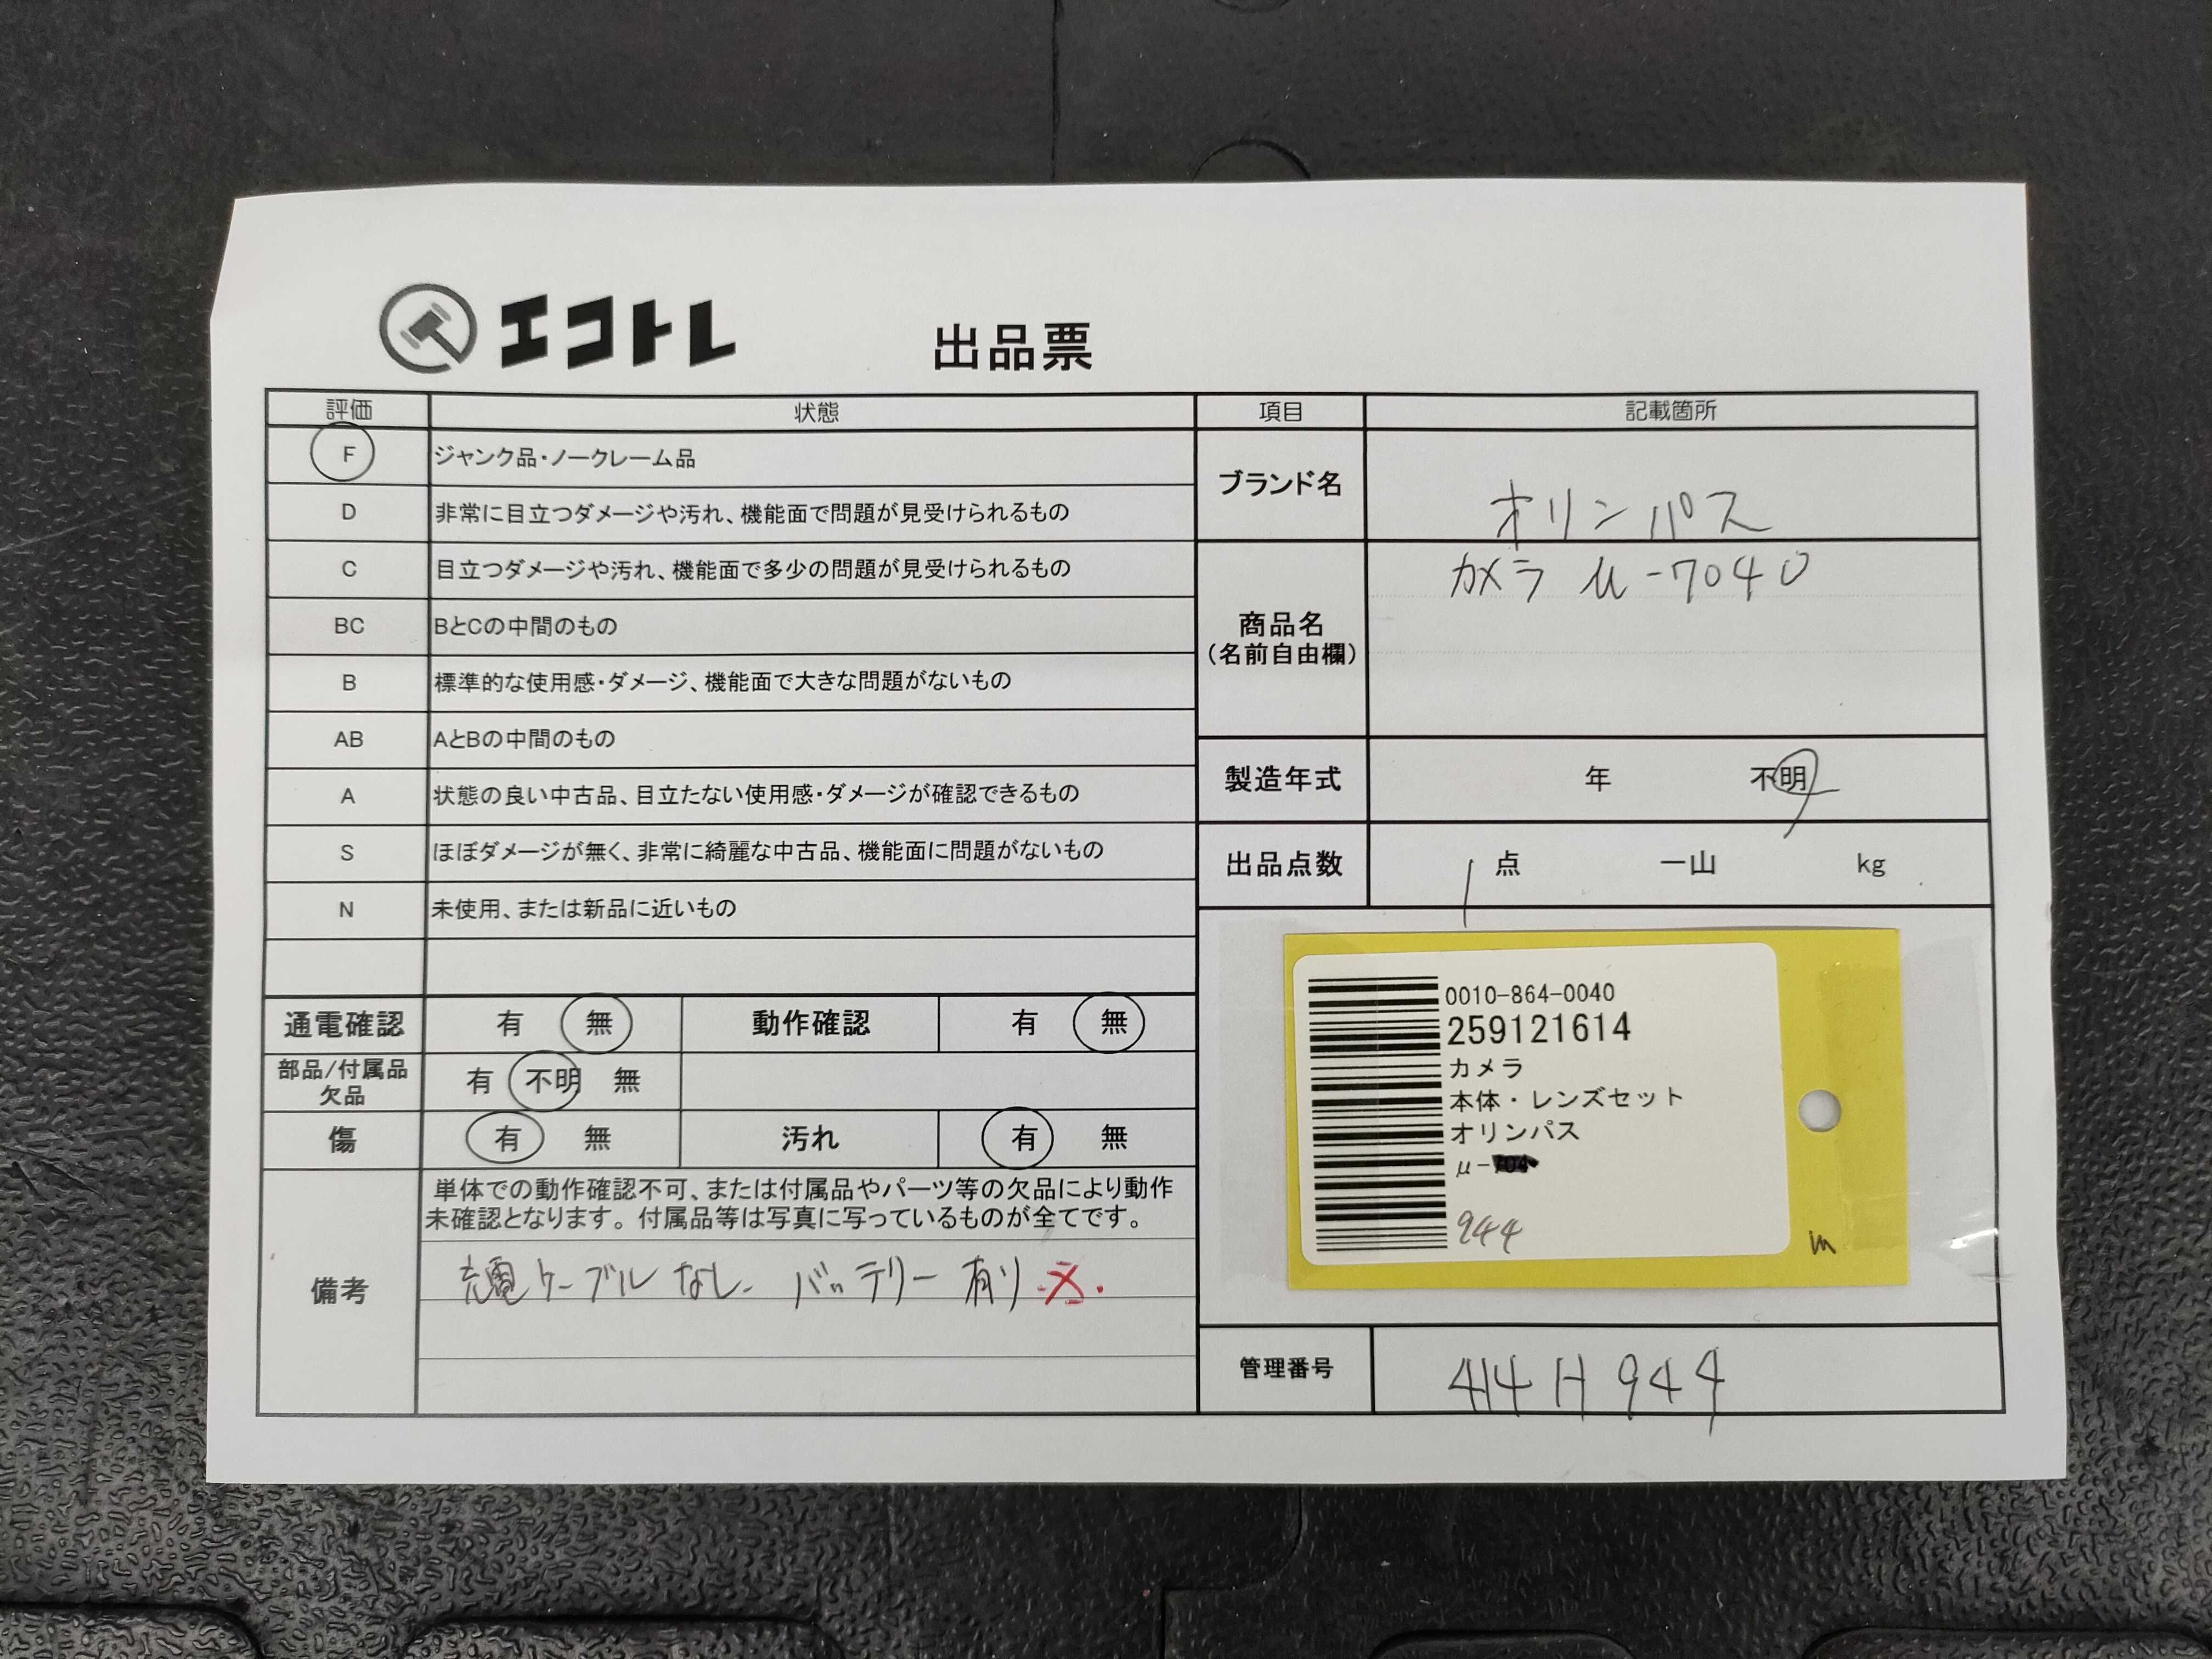 エコトレ 出品票
評価 状態 項目 記載箇所
F ジャンク品・ノークレーム品
D 非常に目立つダメージや汚れ、機能面で問題が見受けられるもの
C 目立つダメージや汚れ、機能面で多少の問題が見受けられるもの
BC BとCの中間のもの
B 標準的な使用感・ダメージ、機能面で大きな問題がないもの
AB AとBの中間のもの
A 状態の良い中古品、目立たない使用感・ダメージが確認できるもの
S ほぼダメージが無く、非常に綺麗な中古品、機能面に問題がないもの
N 未使用、または新品に近いもの
通電確認 有 無 動作確認 有 無
部品/付属品
欠品 有 不明 無
傷 有 無 汚れ 有 無
備考
単体での動作確認不可、または付属品やパーツ等の欠品により動作
未確認となります。付属品等は写真に写っているものが全てです。
充電ケーブルなし バッテリー有り
ブランド名 オリンパス
商品名
(名前自由欄)
カメラ μ-7040
製造年式 年 不明
出品点数 1 点 一山 kg
0010-864-0040
259121614
カメラ
本体・レンズセット
オリンパス
μ-
944
管理番号 414 H 944